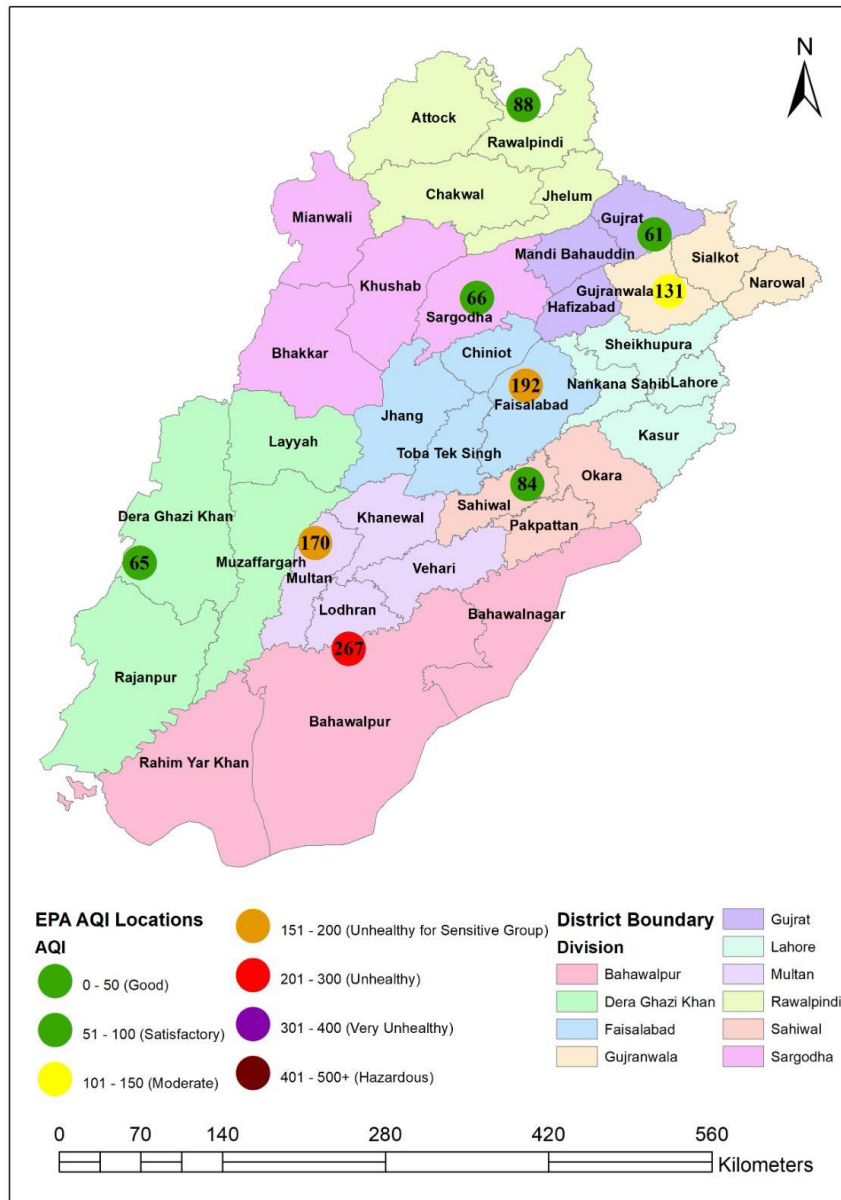 N
88
Attock
Rawalpindi
Chakwal
Jhelum
Mianwali
Gujrat
61
Mandi Bahauddin
Sialkot
Khushab
Narowal
66
Gujranwala
131
Hafizabad
Sargodha
Sheikhupura
Bhakkar
Chiniot
192
Nankana Sahib
Lahore
Faisalabad
Jhang
Layyah
Kasur
Toba Tek Singh
Okara
84
Sahiwal
Dera Ghazi Khan
Khanewal
Pakpattan
170
65
Muzaffargarh
Vehari
Multan
Lodhran
Bahawalnagar
267
Rajanpur
Bahawalpur
Rahim Yar Khan
EPA AQI Locations
AQI
0 - 50 (Good)
51 - 100 (Satisfactory)
101 - 150 (Moderate)
151 - 200 (Unhealthy for Sensitive Group)
201 - 300 (Unhealthy)
301 - 400 (Very Unhealthy)
401 - 500+ (Hazardous)
District Boundary
Division
Bahawalpur
Dera Ghazi Khan
Faisalabad
Gujranwala
Gujrat
Lahore
Multan
Rawalpindi
Sahiwal
Sargodha
0 70 140 280 420 560
Kilometers